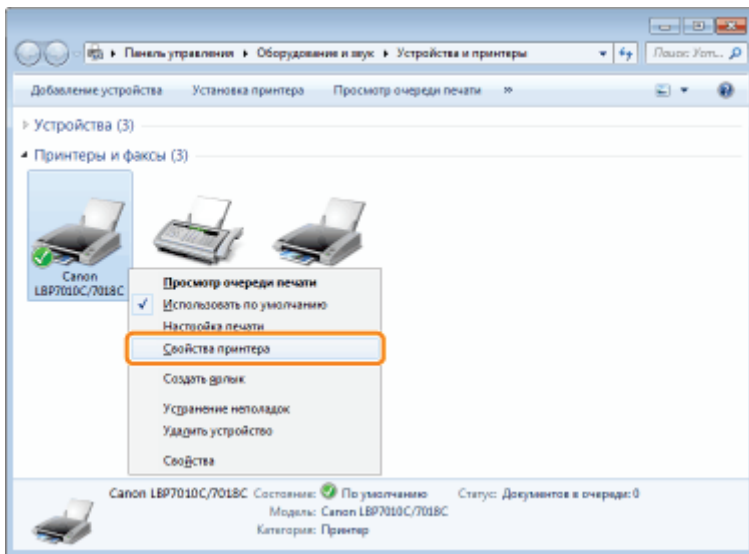 Панель управления ▸ Оборудование и звук ▸ Устройства и принтеры
Поиск: Уст...
Добавление устройства Установка принтера Просмотр очереди печати »
Устройства (3)
Принтеры и факсы (3)
Canon
LBP7010C/7018C
Просмотр очереди печати
Использовать по умолчанию
Настройка печати
Свойства принтера
Создать ярлык
Устранение неполадок
Удалить устройство
Свойства
Canon LBP7010C/7018C Состояние: По умолчанию Статус: Документов в очереди: 0
Модель: Canon LBP7010C/7018C
Категория: Принтер